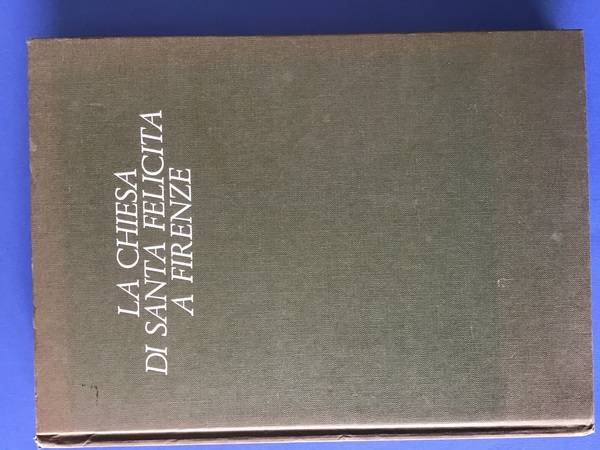 LA CHIESA
DI SANTA FELICITA
A FIRENZE